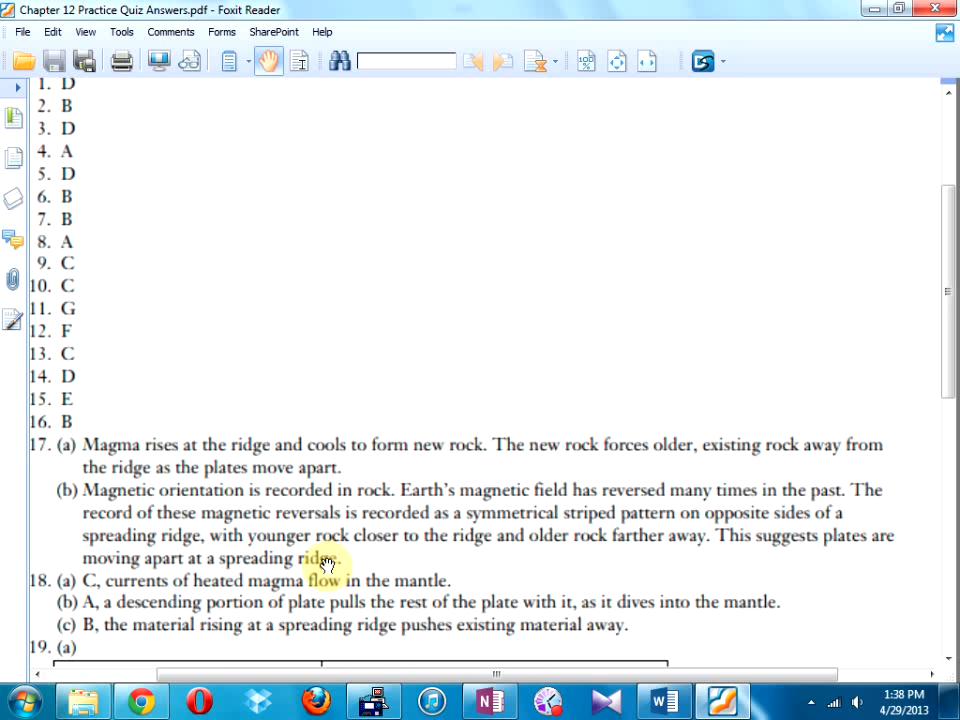 Chapter 12 Practice Quiz Answers.pdf - Foxit Reader
File Edit View Tools Comments Forms SharePoint Help
1. D
2. B
3. D
4. A
5. D
6. B
7. B
8. A
9. C
10. C
11. G
12. F
13. C
14. D
15. E
16. B
17. (a) Magma rises at the ridge and cools to form new rock. The new rock forces older, existing rock away from
the ridge as the plates move apart.
(b) Magnetic orientation is recorded in rock. Earth's magnetic field has reversed many times in the past. The
record of these magnetic reversals is recorded as a symmetrical striped pattern on opposite sides of a
spreading ridge, with younger rock closer to the ridge and older rock farther away. This suggests plates are
moving apart at a spreading ridge.
18. (a) C, currents of heated magma flow in the mantle.
(b) A, a descending portion of plate pulls the rest of the plate with it, as it dives into the mantle.
(c) B, the material rising at a spreading ridge pushes existing material away.
19. (a)
1:38 PM
4/29/2013